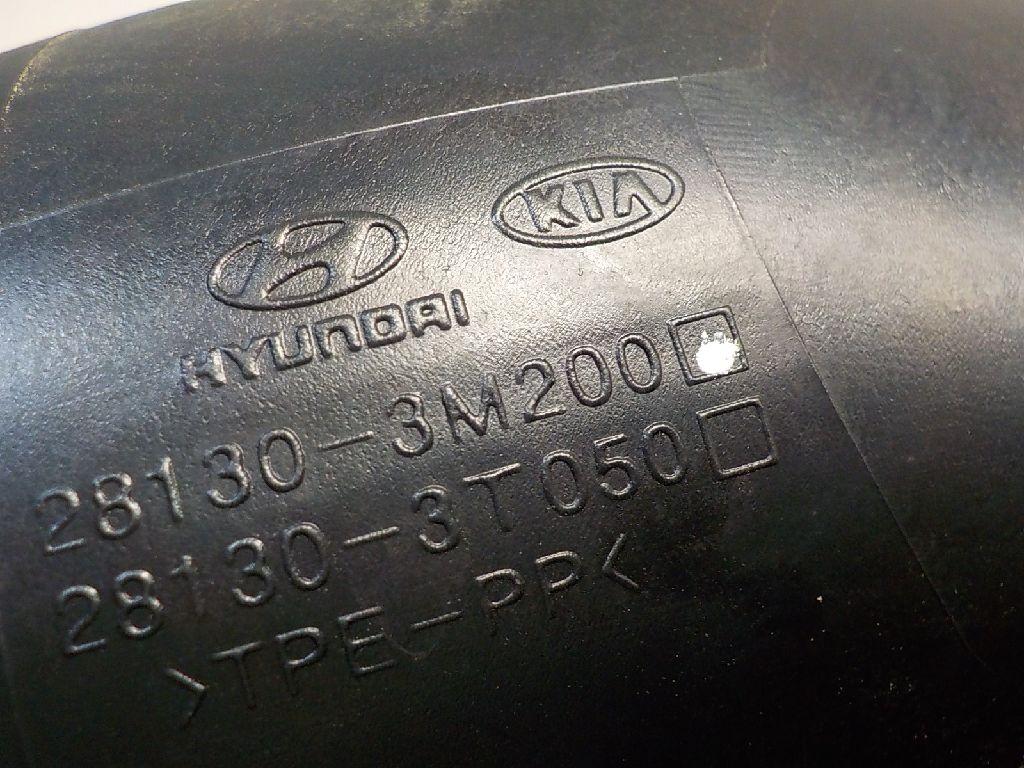 KIA
HYUNDAI
28130-3M200
28130-3T050
>TPE-PP<